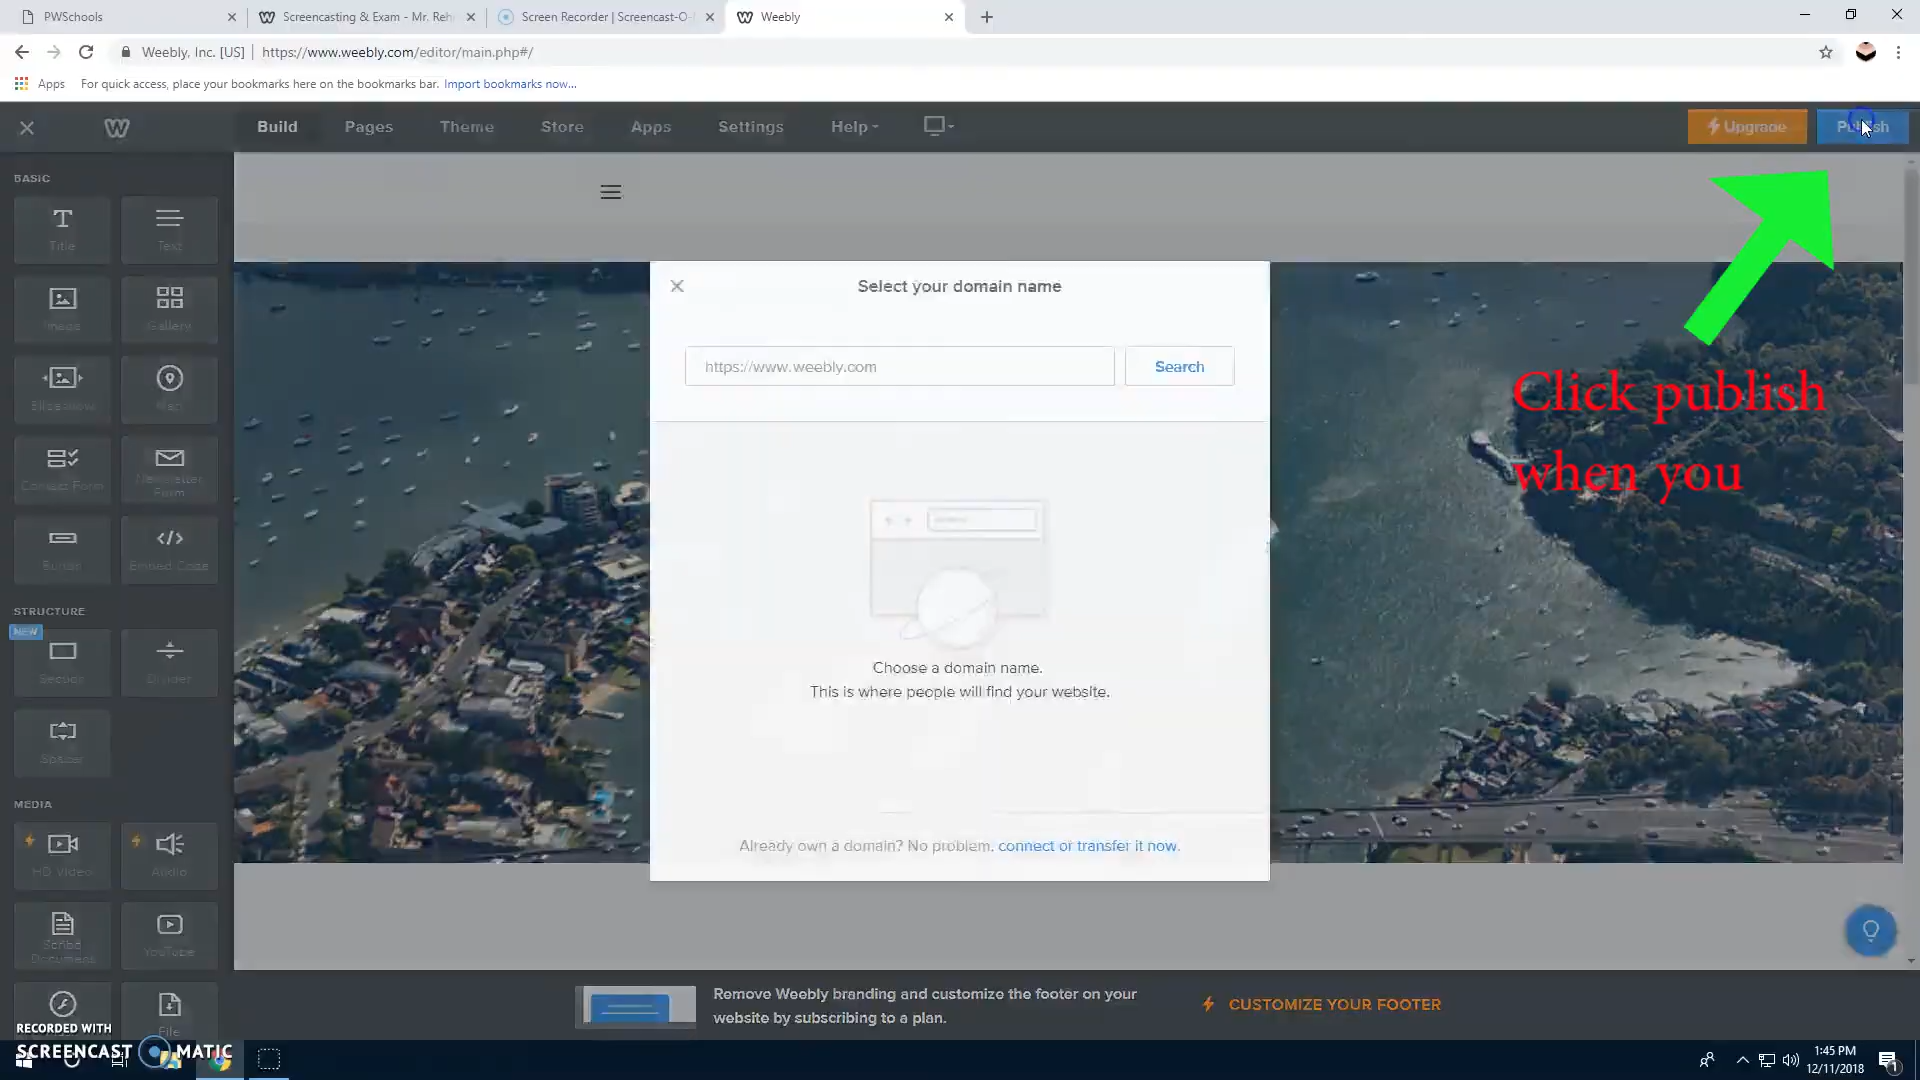 PWSchools
Screencasting & Exam - Mr. Reh
Screen Recorder | Screencast-O-
Weebly
Weebly, Inc. [US]
https://www.weebly.com/editor/main.php#/
Apps
For quick access, place your bookmarks here on the bookmarks bar. Import bookmarks now...
Build
Pages
Theme
Store
Apps
Settings
Help
Upgrade
Publish
BASIC
Title
Text
Image
Gallery
Slideshow
Map
Contact Form
Newsletter
Form
Button
Embed Code
STRUCTURE
NEW
Section
Divider
Spacer
MEDIA
HD Video
Audio
Scribd
Document
YouTube
File
Select your domain name
https://www.weebly.com
Search
Choose a domain name.
This is where people will find your website.
Already own a domain? No problem, connect or transfer it now.
Click publish
when you
Remove Weebly branding and customize the footer on your
website by subscribing to a plan.
CUSTOMIZE YOUR FOOTER
RECORDED WITH
SCREENCAST MATIC
1:45 PM
12/11/2018
1